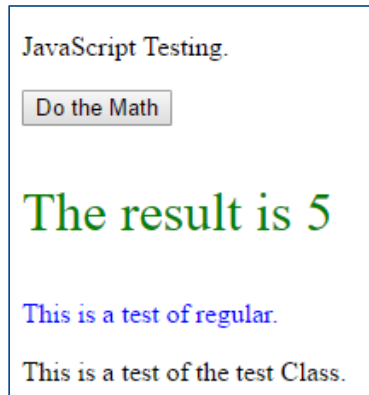 JavaScript Testing.
Do the Math
The result is 5
This is a test of regular.
This is a test of the test Class.